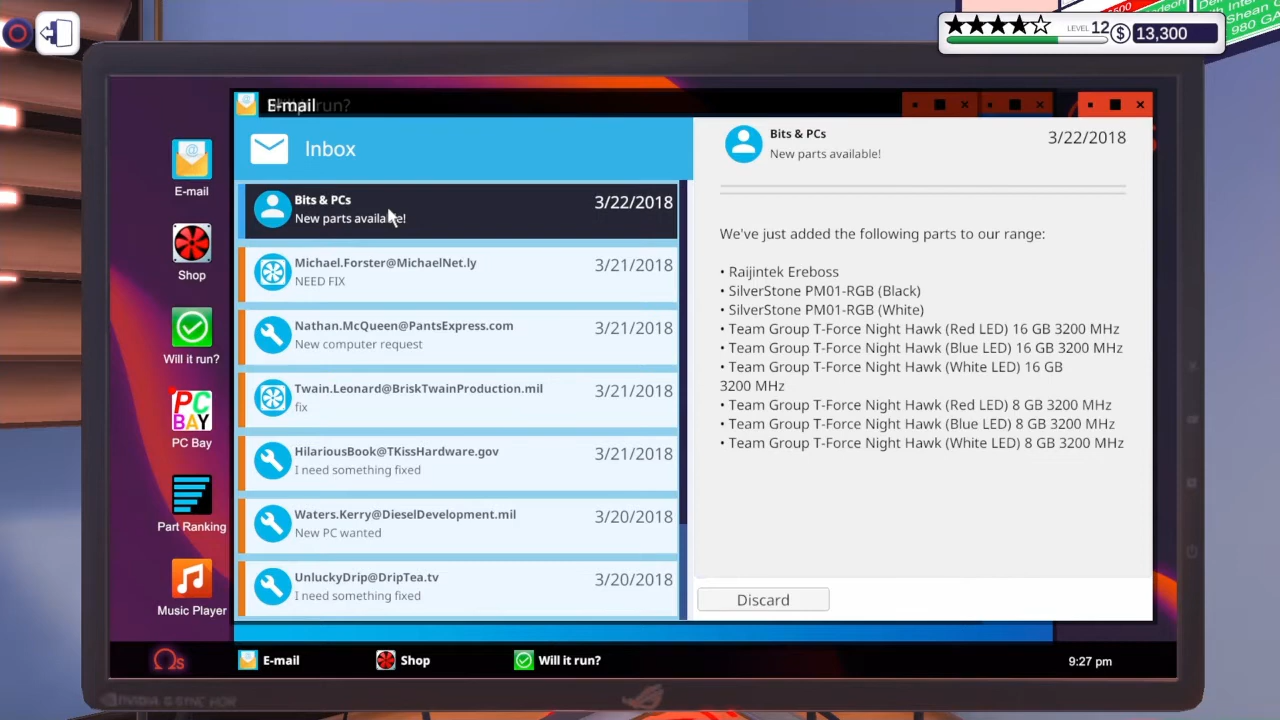 LEVEL 12
$ 13,300
E-mail
Inbox
Bits & PCs
New parts available!
3/22/2018
Michael.Forster@MichaelNet.ly
NEED FIX
3/21/2018
Nathan.McQueen@PantsExpress.com
New computer request
3/21/2018
Twain.Leonard@BriskTwainProduction.mil
fix
3/21/2018
HilariousBook@TKissHardware.gov
I need something fixed
3/21/2018
Waters.Kerry@DieselDevelopment.mil
New PC wanted
3/20/2018
UnluckyDrip@DripTea.tv
I need something fixed
3/20/2018
Bits & PCs
New parts available!
3/22/2018
We've just added the following parts to our range:
• Raijintek Ereboss
• SilverStone PM01-RGB (Black)
• SilverStone PM01-RGB (White)
• Team Group T-Force Night Hawk (Red LED) 16 GB 3200 MHz
• Team Group T-Force Night Hawk (Blue LED) 16 GB 3200 MHz
• Team Group T-Force Night Hawk (White LED) 16 GB
3200 MHz
• Team Group T-Force Night Hawk (Red LED) 8 GB 3200 MHz
• Team Group T-Force Night Hawk (Blue LED) 8 GB 3200 MHz
• Team Group T-Force Night Hawk (White LED) 8 GB 3200 MHz
Discard
E-mail
Shop
Will it run?
PC
BAY
PC Bay
Part Ranking
Music Player
Ωs
E-mail
Shop
Will it run?
9:27 pm